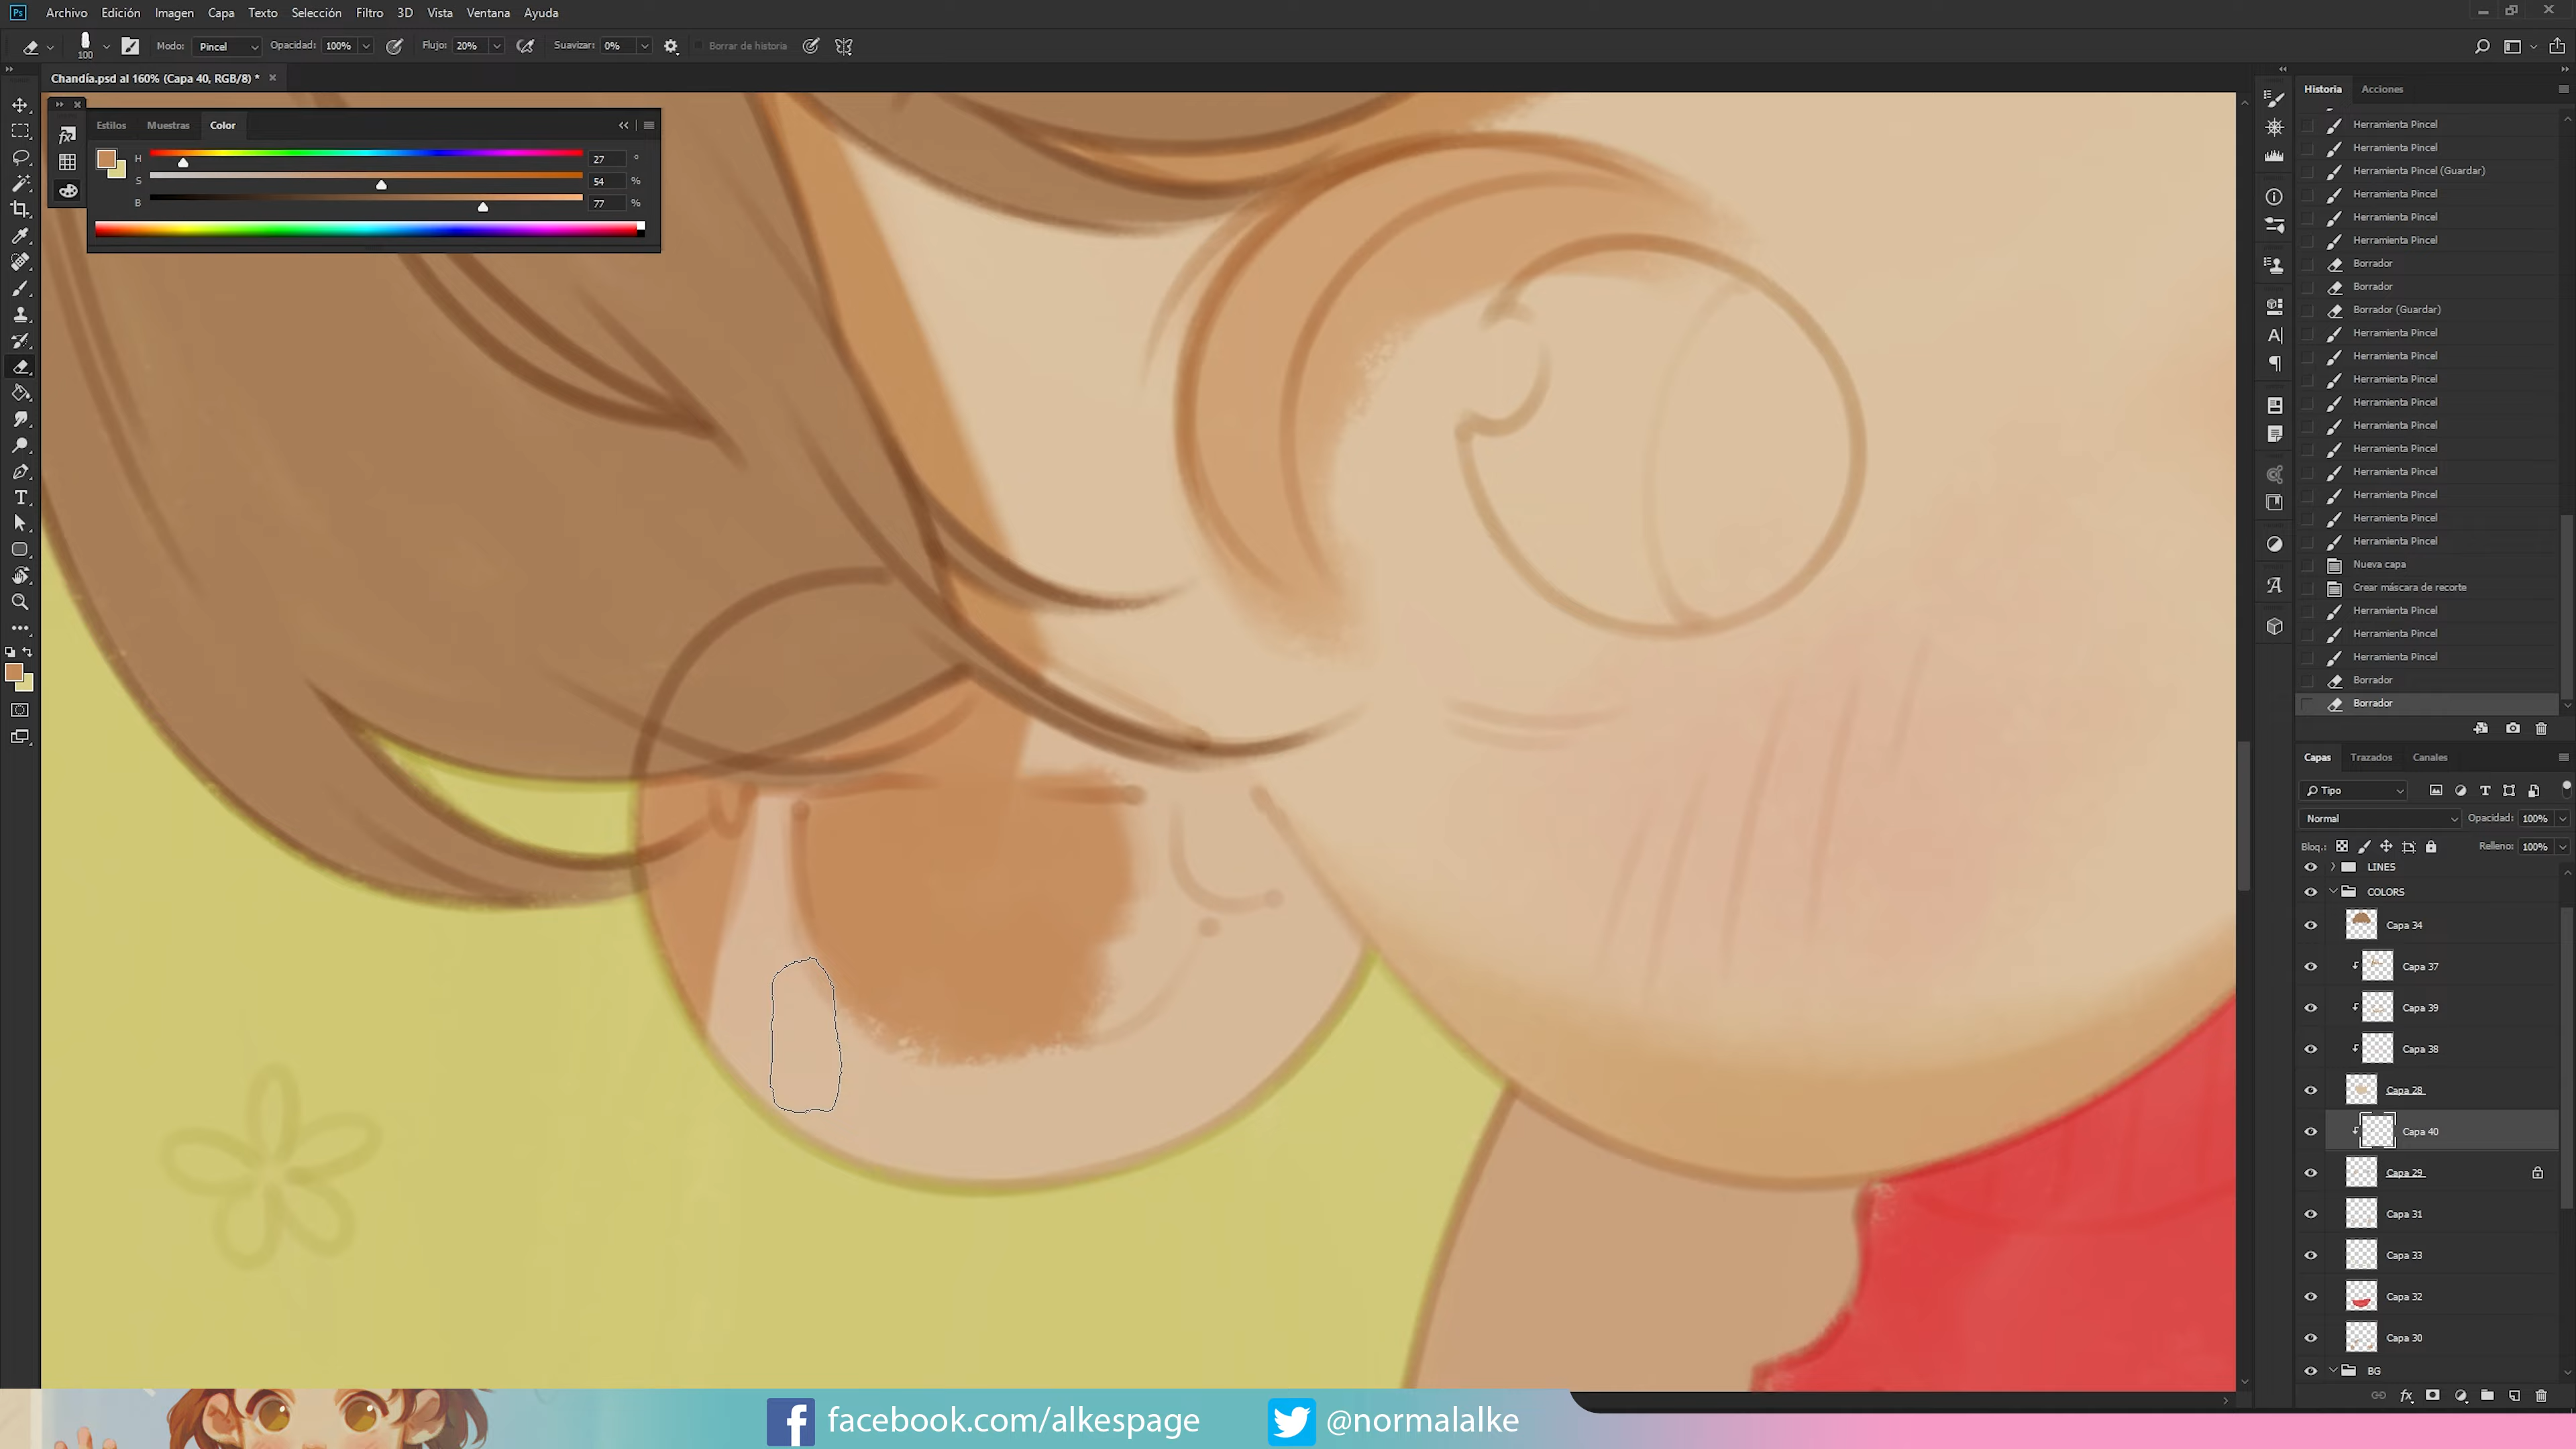 Ps Archivo Edición Imagen Capa Texto Selección Filtro 3D Vista Ventana Ayuda
100 Modo: Pincel Opacidad: 100% Flujo: 20% Suavizar: 0% Borrar de historia
Chandía.psd al 160% (Capa 40, RGB/8) *
Estilos Muestras Color
H 27 °
S 54 %
B 77 %
Historia Acciones
Herramienta Pincel
Herramienta Pincel
Herramienta Pincel (Guardar)
Herramienta Pincel
Herramienta Pincel
Herramienta Pincel
Borrador
Borrador
Borrador (Guardar)
Herramienta Pincel
Herramienta Pincel
Herramienta Pincel
Herramienta Pincel
Herramienta Pincel
Herramienta Pincel
Herramienta Pincel
Herramienta Pincel
Herramienta Pincel
Herramienta Pincel
Nueva capa
Crear máscara de recorte
Herramienta Pincel
Herramienta Pincel
Herramienta Pincel
Borrador
Borrador
Capas Trazados Canales
Tipo
Normal Opacidad: 100%
Bloq.: Relleno: 100%
LINES
COLORS
Capa 34
Capa 37
Capa 39
Capa 38
Capa 28
Capa 40
Capa 29
Capa 31
Capa 33
Capa 32
Capa 30
BG
facebook.com/alkespage @normalalke